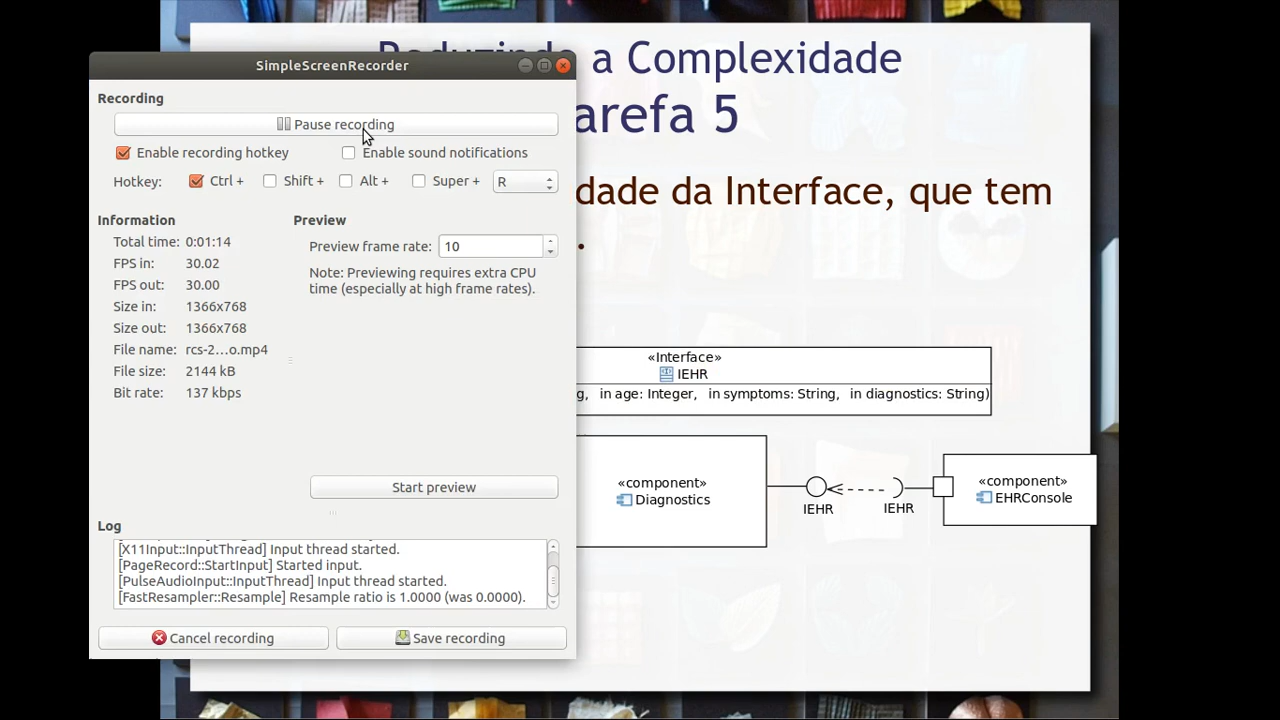 Reduzindo a Complexidade
arefa 5
dade da Interface, que tem
.
SimpleScreenRecorder
Recording
Pause recording
Enable recording hotkey
Enable sound notifications
Hotkey:
Ctrl +
Shift +
Alt +
Super +
R
Information
Total time: 0:01:14
FPS in: 30.02
FPS out: 30.00
Size in: 1366x768
Size out: 1366x768
File name: rcs-2...o.mp4
File size: 2144 kB
Bit rate: 137 kbps
Preview
Preview frame rate: 10
Note: Previewing requires extra CPU
time (especially at high frame rates).
Start preview
Log
[X11Input::InputThread] Input thread started.
[PageRecord::StartInput] Started input.
[PulseAudioInput::InputThread] Input thread started.
[FastResampler::Resample] Resample ratio is 1.0000 (was 0.0000).
Cancel recording
Save recording
«Interface»
IEHR
g, in age: Integer, in symptoms: String, in diagnostics: String)
«component»
Diagnostics
IEHR
IEHR
«component»
EHRConsole